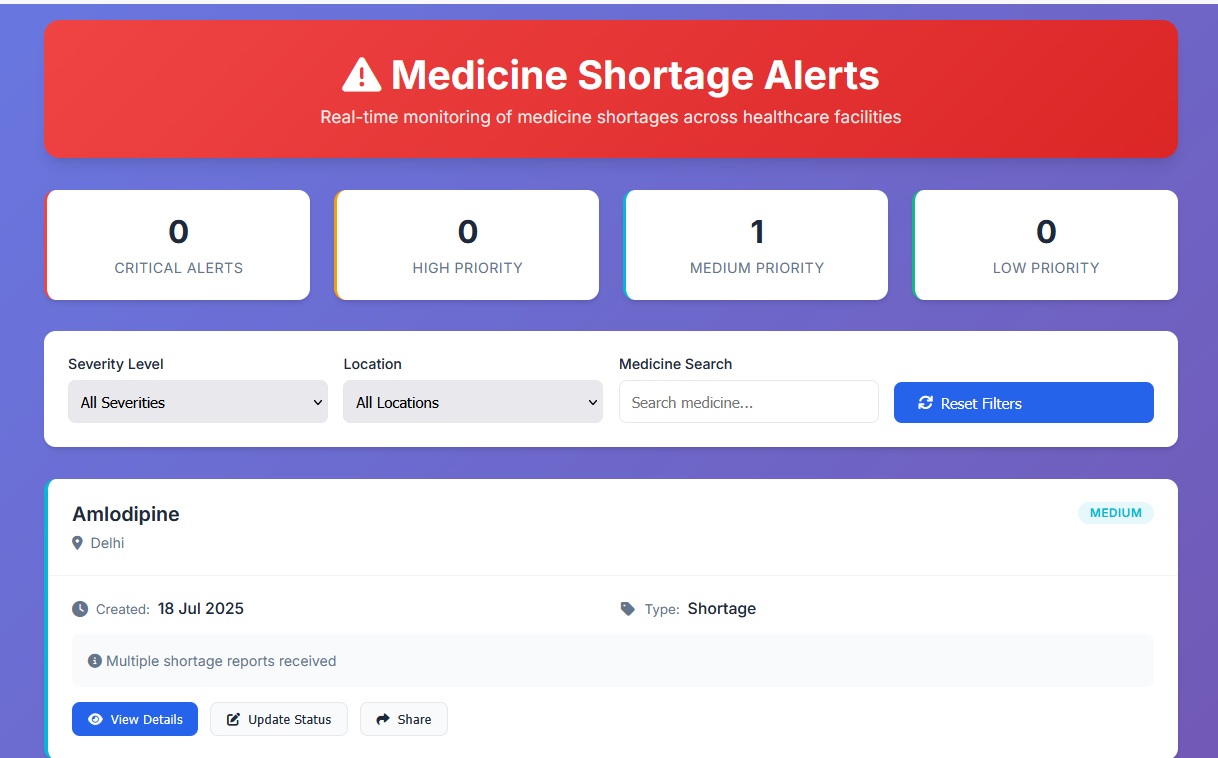 Medicine Shortage Alerts
Real-time monitoring of medicine shortages across healthcare facilities
0
CRITICAL ALERTS
0
HIGH PRIORITY
1
MEDIUM PRIORITY
0
LOW PRIORITY
Severity Level
All Severities
Location
All Locations
Medicine Search
Search medicine...
Reset Filters
Amlodipine
MEDIUM
Delhi
Created: 18 Jul 2025
Type: Shortage
Multiple shortage reports received
View Details
Update Status
Share